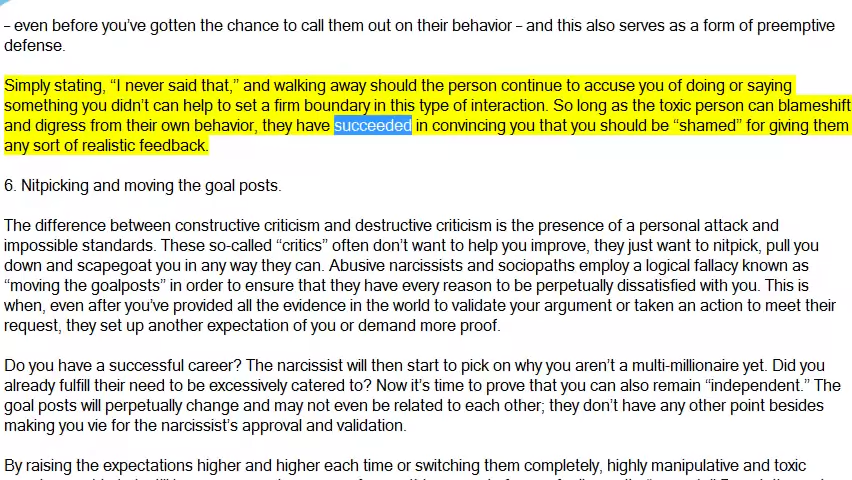 – even before you’ve gotten the chance to call them out on their behavior – and this also serves as a form of preemptive
defense.
Simply stating, “I never said that,” and walking away should the person continue to accuse you of doing or saying
something you didn’t can help to set a firm boundary in this type of interaction. So long as the toxic person can blameshift
and digress from their own behavior, they have succeeded in convincing you that you should be “shamed” for giving them
any sort of realistic feedback.
6. Nitpicking and moving the goal posts.
The difference between constructive criticism and destructive criticism is the presence of a personal attack and
impossible standards. These so-called “critics” often don’t want to help you improve, they just want to nitpick, pull you
down and scapegoat you in any way they can. Abusive narcissists and sociopaths employ a logical fallacy known as
“moving the goalposts” in order to ensure that they have every reason to be perpetually dissatisfied with you. This is
when, even after you’ve provided all the evidence in the world to validate your argument or taken an action to meet their
request, they set up another expectation of you or demand more proof.
Do you have a successful career? The narcissist will then start to pick on why you aren’t a multi-millionaire yet. Did you
already fulfill their need to be excessively catered to? Now it’s time to prove that you can also remain “independent.” The
goal posts will perpetually change and may not even be related to each other; they don’t have any other point besides
making you vie for the narcissist’s approval and validation.
By raising the expectations higher and higher each time or switching them completely, highly manipulative and toxic